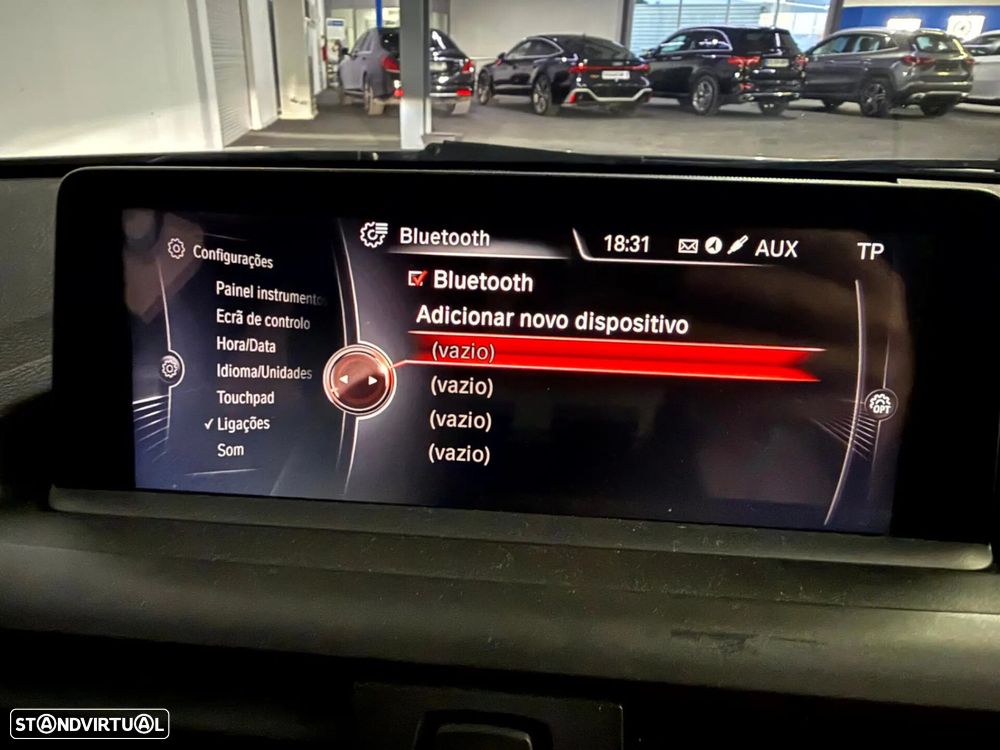 Configurações
Painel instrumento
Ecrã de controlo
Hora/Data
Idioma/Unidades
Touchpad
Ligações
Som
Bluetooth
18:31
AUX
TP
Bluetooth
Adicionar novo dispositivo
(vazio)
(vazio)
(vazio)
(vazio)
OPT
STANDVIRTUAL